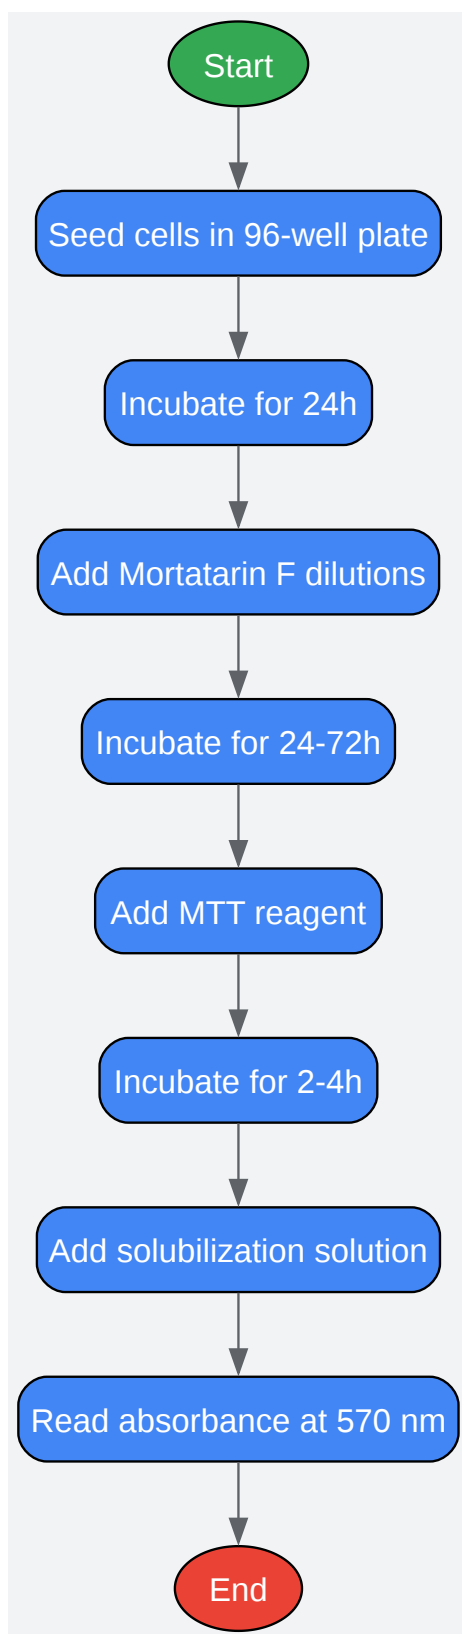 Start
Seed cells in 96-well plate
Incubate for 24h
Add Mortatarin F dilutions
Incubate for 24-72h
Add MTT reagent
Incubate for 2-4h
Add solubilization solution
Read absorbance at 570 nm
End